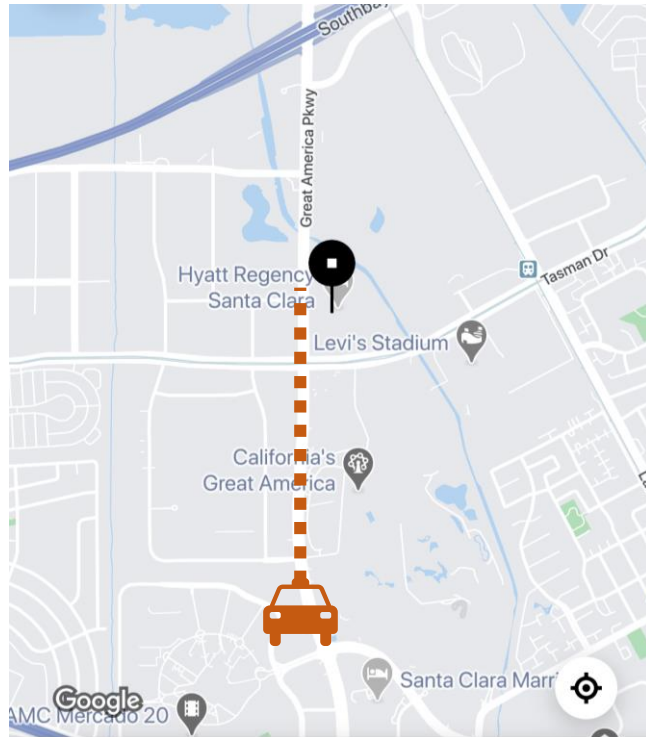 Southbay
Great America Pkwy
Hyatt Regency
Santa Clara
Tasman Dr
Levi's Stadium
California's
Great America
Santa Clara Marri
Google
AMC Mercado 20